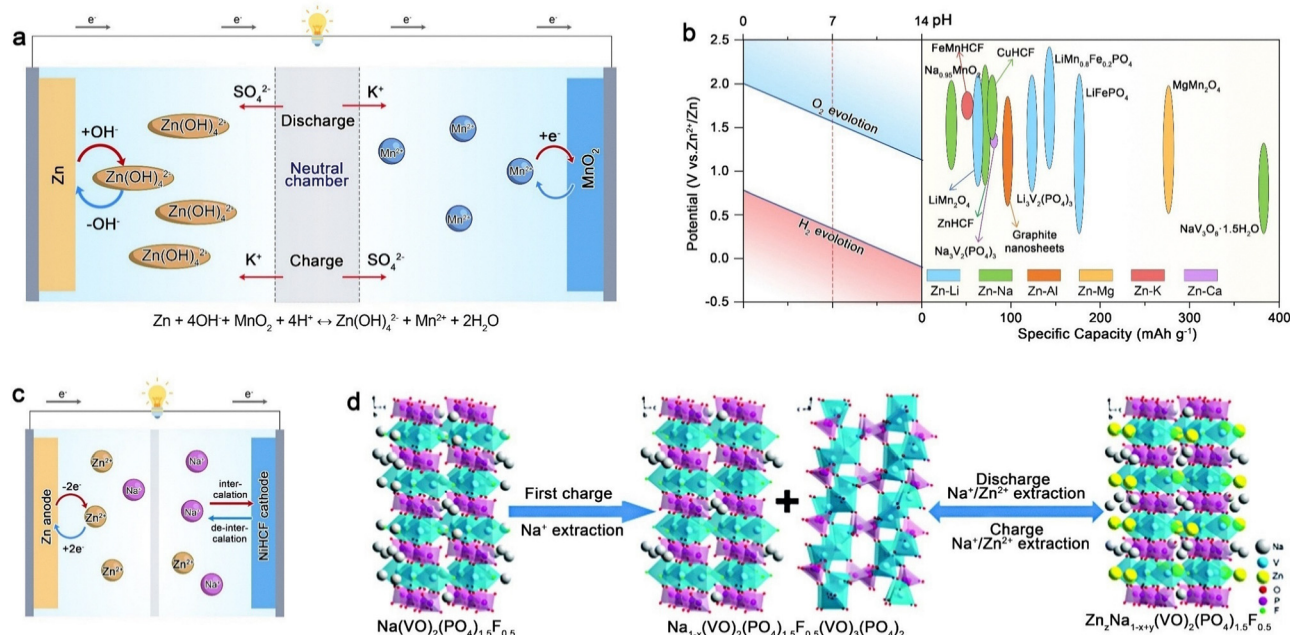 a
e⁻ e⁻ e⁻ e⁻
SO₄²⁻ K⁺
Discharge
Zn(OH)₄²⁻
+OH⁻
Zn(OH)₄²⁻
-OH⁻
Zn(OH)₄²⁻
Zn(OH)₄²⁻
Zn
Neutral
chamber
Mn²⁺
Mn²⁺
Mn²⁺
Mn²⁺
+e⁻
MnO₂
K⁺ Charge SO₄²⁻
Zn + 4OH⁻+ MnO₂ + 4H⁺ ↔ Zn(OH)₄²⁻ + Mn²⁺ + 2H₂O
b
0 7 14 pH
Potential (V vs.Zn²⁺/Zn)
2.5
2.0
1.5
1.0
0.5
0.0
-0.5
O₂ evolotion
H₂ evolotion
FeMnHCF
CuHCF
LiMn₀.₈Fe₀.₂PO₄
Na₀.₉₅MnO₂
LiFePO₄
MgMn₂O₄
LiMn₂O₄
Li₃V₂(PO₄)₃
ZnHCF
Na₃V₂(PO₄)₃
Graphite
nanosheets
NaV₃O₈·1.5H₂O
Zn-Li Zn-Na Zn-Al Zn-Mg Zn-K Zn-Ca
0 100 200 300 400
Specific Capacity (mAh g⁻¹)
c
e⁻ e⁻ e⁻
Zn anode
-2e⁻
+2e⁻
Zn²⁺
Zn²⁺
Zn²⁺
Zn²⁺
Na⁺
Na⁺
Na⁺
Na⁺
inter-
calation
de-inter-
calation
NiHCF cathode
d
First charge
Na⁺ extraction
+
Discharge
Na⁺/Zn²⁺ extraction
Charge
Na⁺/Zn²⁺ extraction
Na
V
Zn
O
P
F
Na(VO)₂(PO₄)₁.₅F₀.₅
Na₁₋ₓ(VO)₂(PO₄)₁.₅F₀.₅(VO)₃(PO₄)₂
Zn_zNa₁₋ₓ₊ᵧ(VO)₂(PO₄)₁.₅F₀.₅